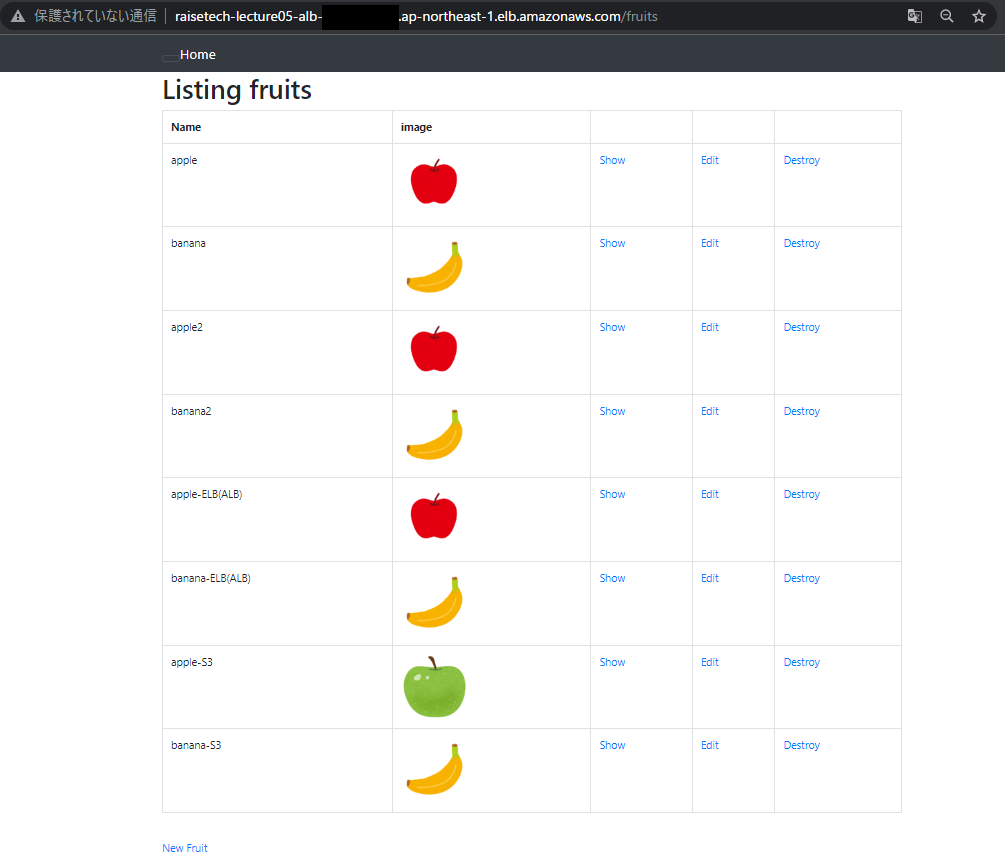 保護されていない通信 raisetech-lecture05-alb- .ap-northeast-1.elb.amazonaws.com/fruits
Home
Listing fruits
Name image
apple Show Edit Destroy
banana Show Edit Destroy
apple2 Show Edit Destroy
banana2 Show Edit Destroy
apple-ELB(ALB) Show Edit Destroy
banana-ELB(ALB) Show Edit Destroy
apple-S3 Show Edit Destroy
banana-S3 Show Edit Destroy
New Fruit